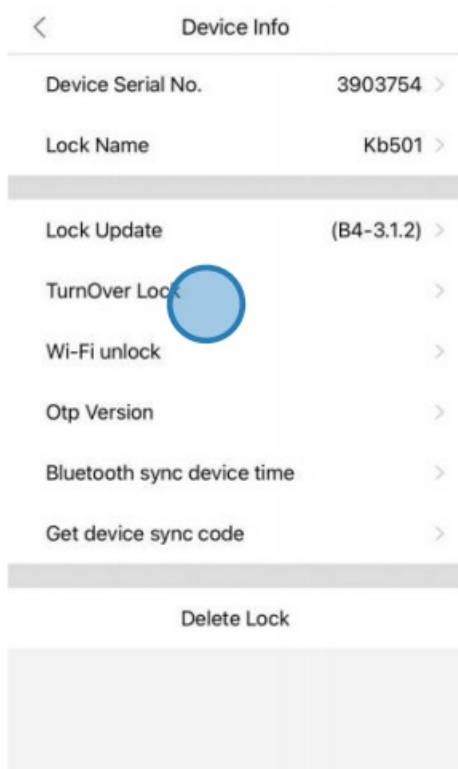 Device Info
Device Serial No. 3903754
Lock Name Kb501
Lock Update (B4-3.1.2)
TurnOver Lock
Wi-Fi unlock
Otp Version
Bluetooth sync device time
Get device sync code
Delete Lock